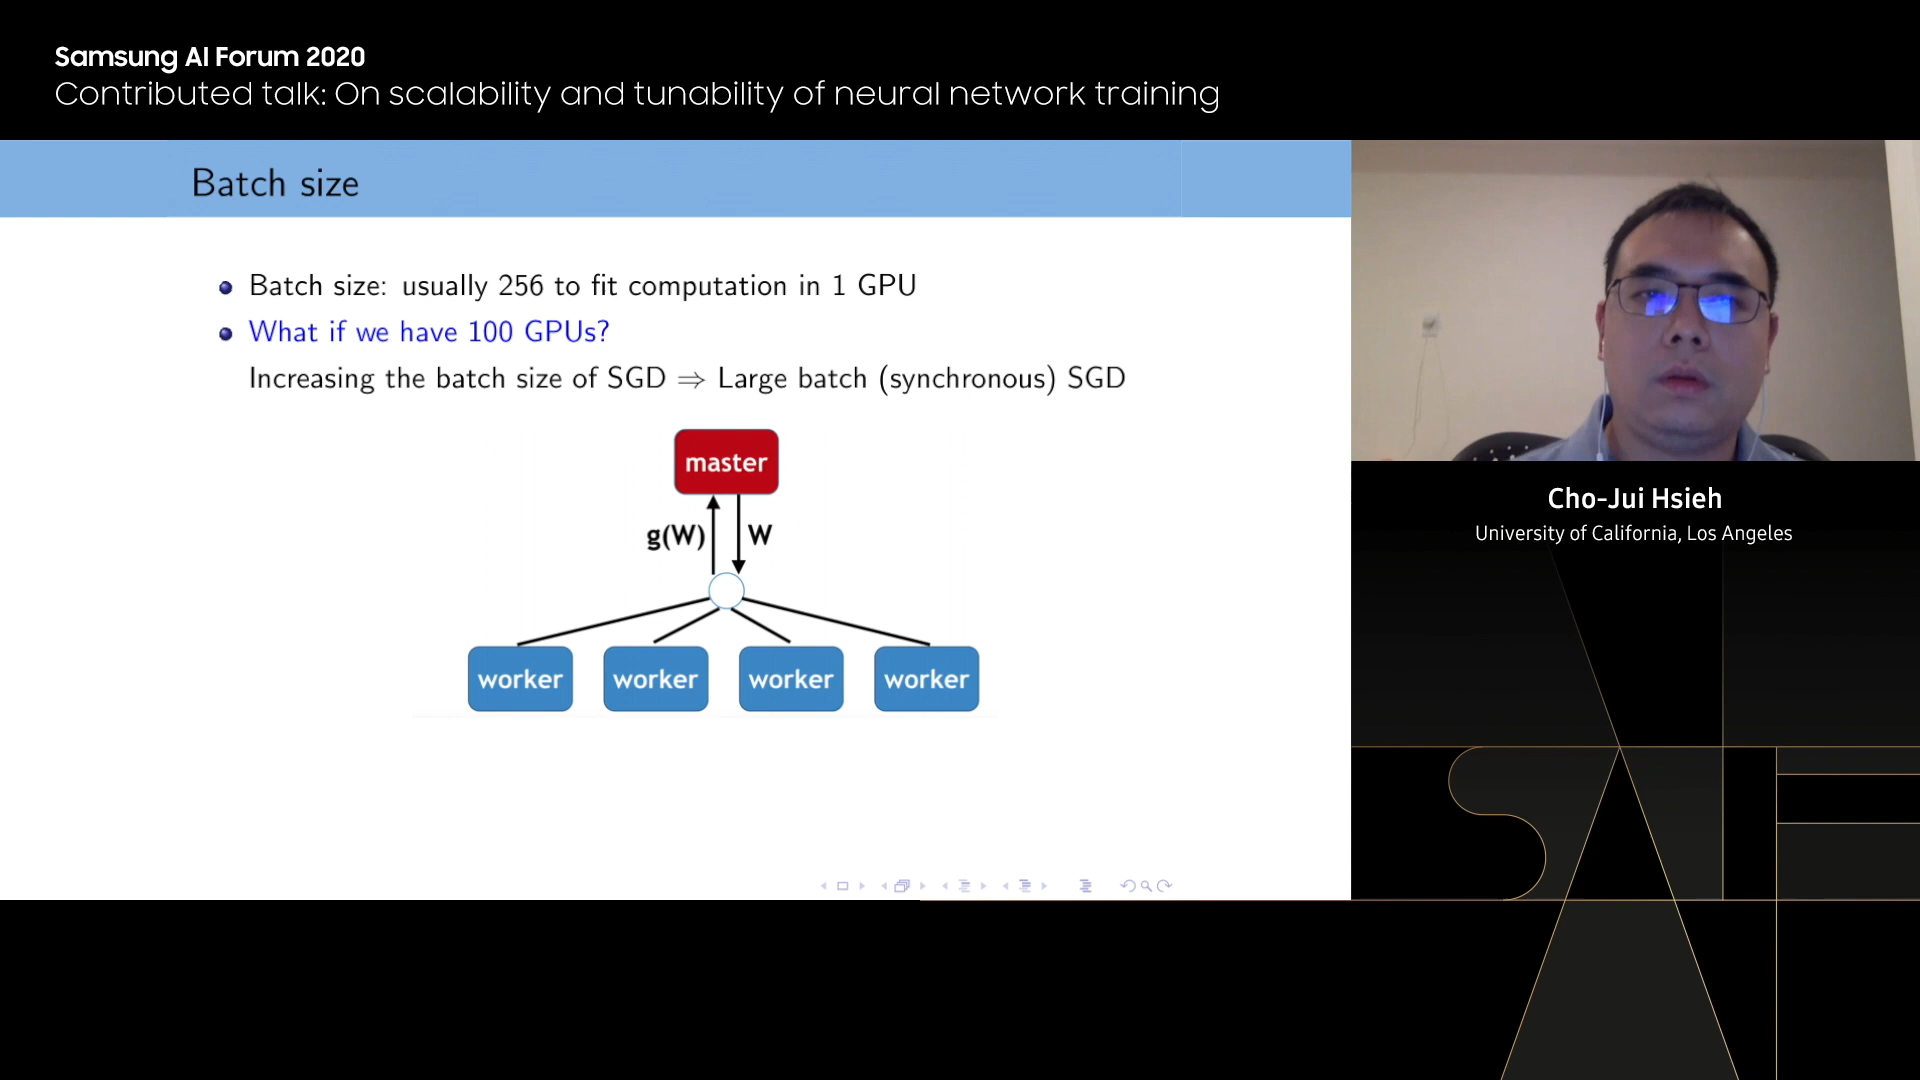 Samsung AI Forum 2020
Contributed talk: On scalability and tunability of neural network training
Batch size
Batch size: usually 256 to fit computation in 1 GPU
What if we have 100 GPUs?
Increasing the batch size of SGD ⇒ Large batch (synchronous) SGD
master
g(W) W
worker worker worker worker
Cho-Jui Hsieh
University of California, Los Angeles